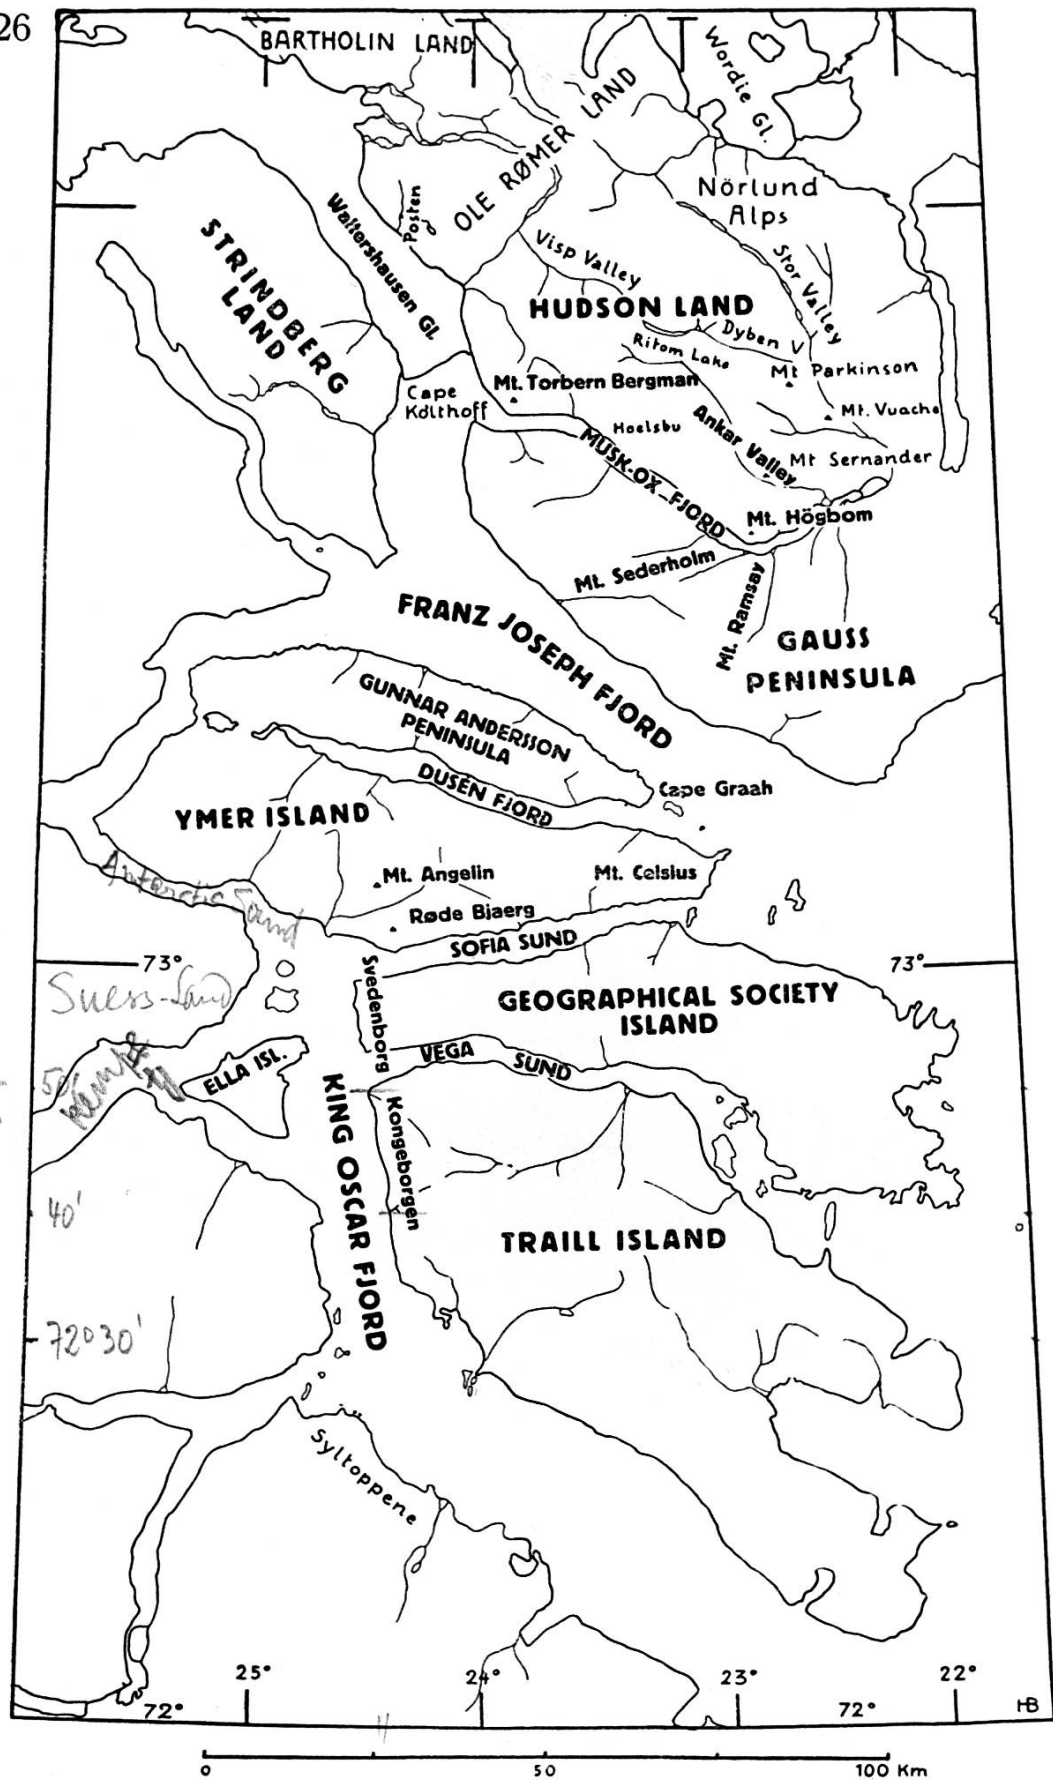 26
BARTHOLIN LAND
Wordie Gl.
OLE RØMER LAND
Nörlund
Alps
Posten
Waltershausen Gl.
STRINDBERG
LAND
Visp Valley
Stor Valley
HUDSON LAND
Dyben V
Ritom Lake
Mt Parkinson
Mt. Torbern Bergman
Cape
Kolthoff
Mt. Vuache
Hoelsbu
Ankar Valley
MUSK-OX-FJORD
Mt Sernander
Mt. Högbom
Mt. Sederholm
Mt. Ramsay
FRANZ JOSEPH FJORD
GAUSS
PENINSULA
GUNNAR ANDERSSON
PENINSULA
DUSÉN FJORD
Cape Graah
YMER ISLAND
Antarctic Sound
Mt. Angelin
Mt. Celsius
Røde Bjaerg
SOFIA SUND
73°
73°
Suess-Land
Svedenborg
GEOGRAPHICAL SOCIETY
ISLAND
VEGA SUND
ELLA ISL.
50'
KING OSCAR FJORD
Kongeborgen
40'
TRAILL ISLAND
72°30'
Syltoppene
25°
24°
23°
22°
72°
72°
HB
0
50
100 Km